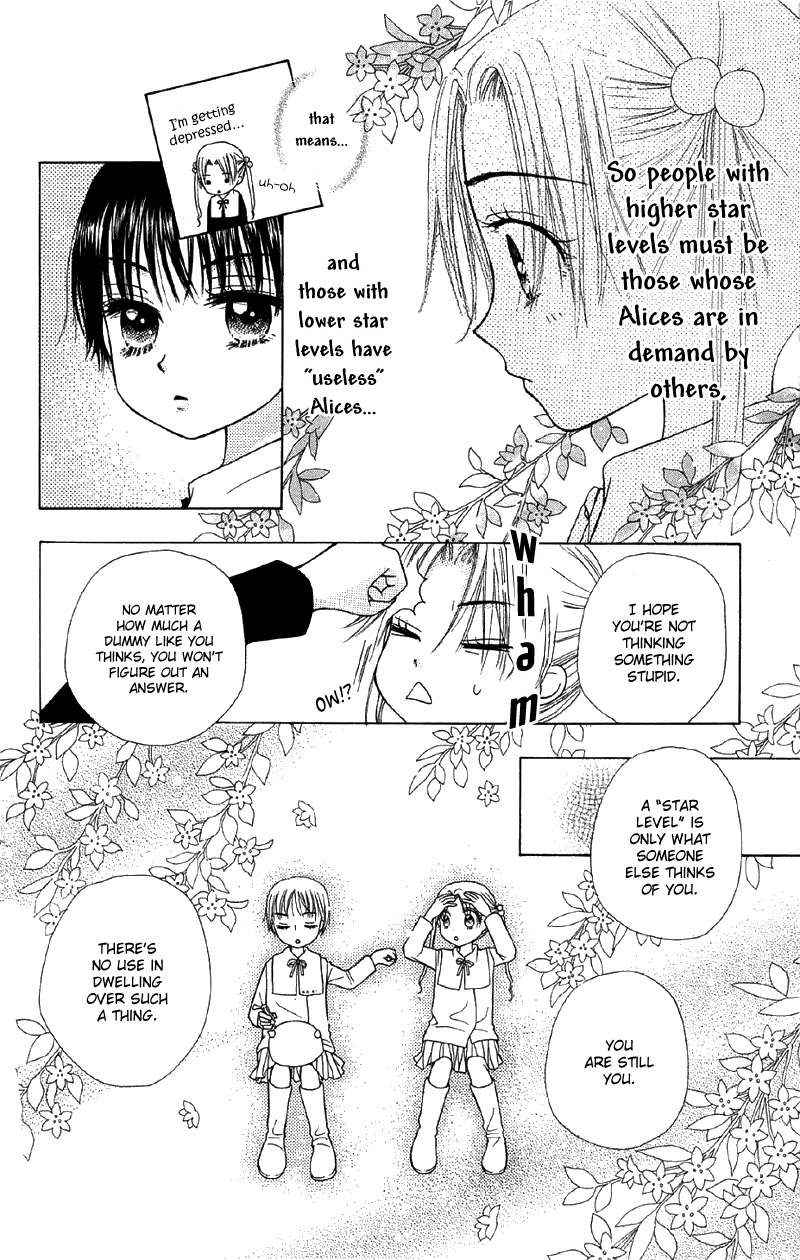 So people with
higher star
levels must be
those whose
Alices are in
demand by
others,
and
those with
lower star
levels have
"useless"
Alices...
that
means...
I'm getting
depressed...
uh-oh
I HOPE
YOU'RE NOT
THINKING
SOMETHING
STUPID.
wham
OW!?
NO MATTER
HOW MUCH A
DUMMY LIKE YOU
THINKS, YOU WON'T
FIGURE OUT AN
ANSWER.
A "STAR
LEVEL" IS
ONLY WHAT
SOMEONE
ELSE THINKS
OF YOU.
THERE'S
NO USE IN
DWELLING
OVER SUCH
A THING.
YOU
ARE STILL
YOU.